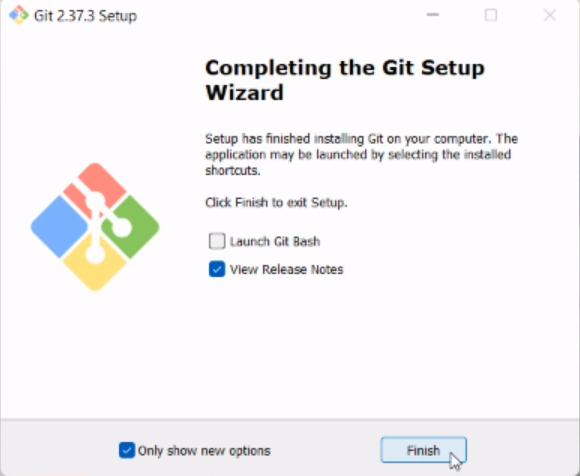 Git 2.37.3 Setup
Completing the Git Setup
Wizard
Setup has finished installing Git on your computer. The
application may be launched by selecting the installed
shortcuts.
Click Finish to exit Setup.
Launch Git Bash
View Release Notes
Only show new options
Finish